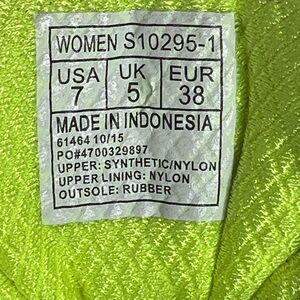 WOMEN S10295-1
USA UK EUR
7 5 38
MADE IN INDONESIA
61464 10/15
PO#4700329897
UPPER: SYNTHETIC/NYLON
UPPER LINING: NYLON
OUTSOLE: RUBBER